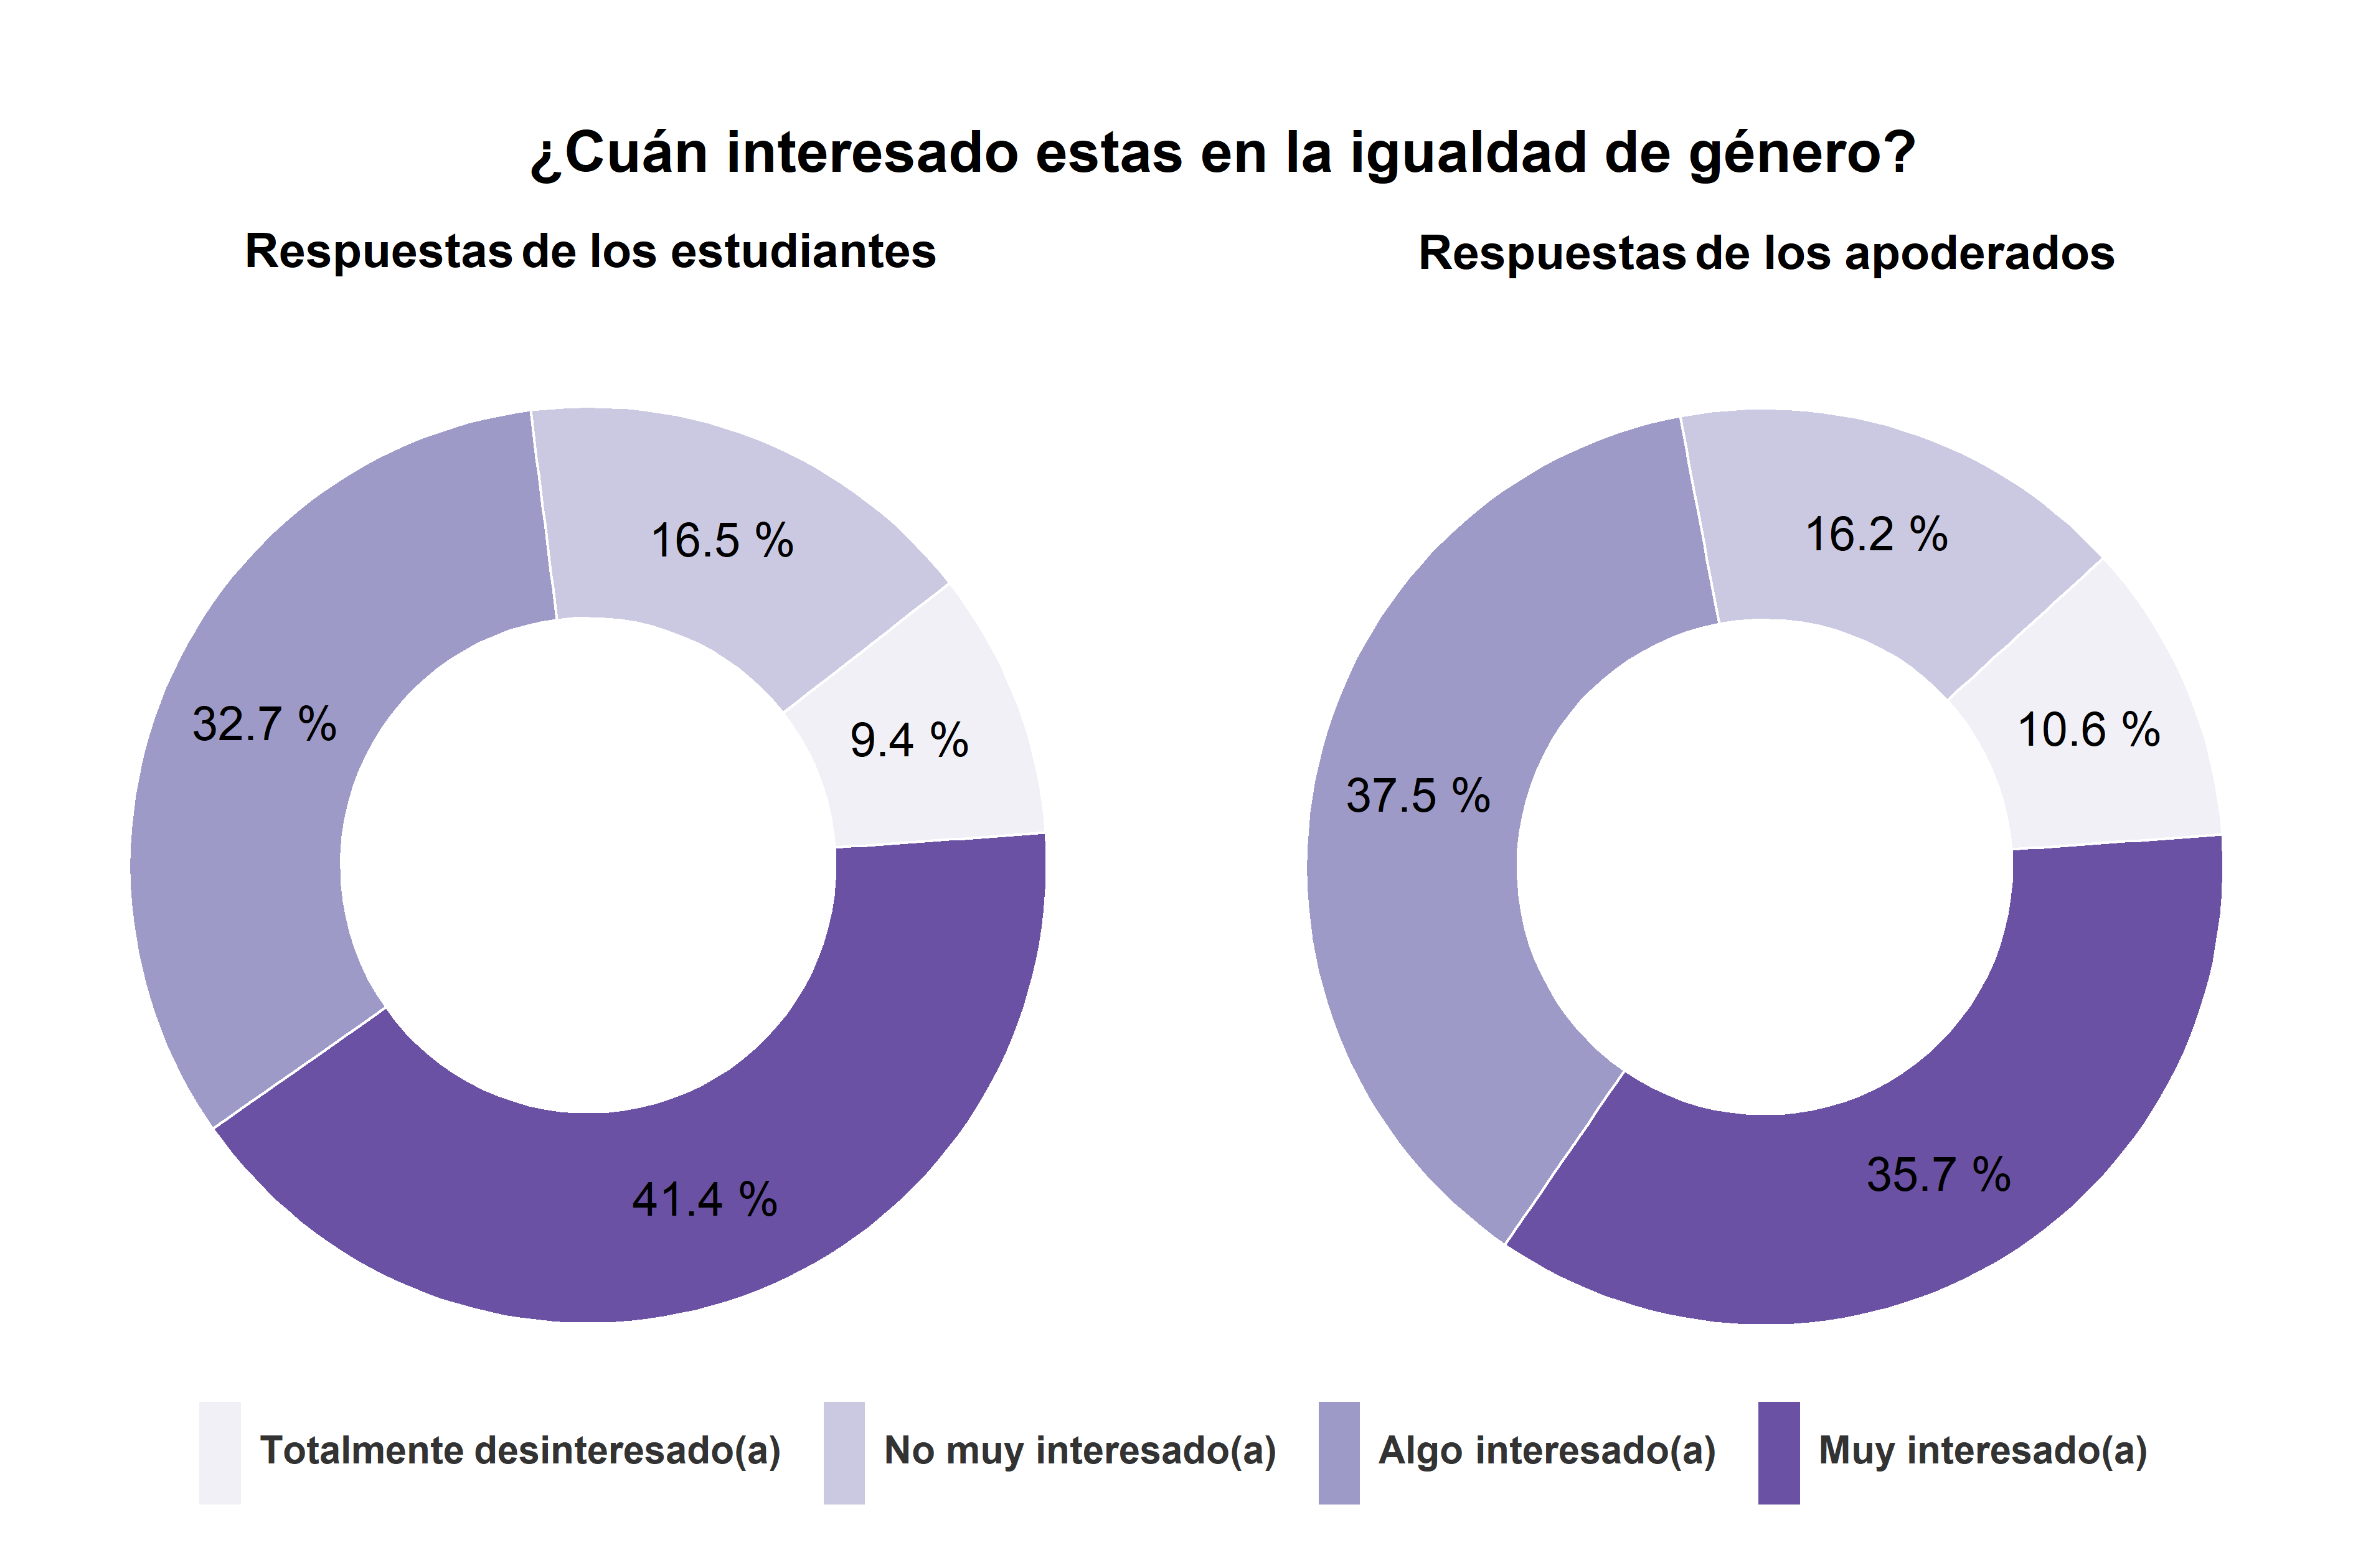 ¿Cuán interesado estas en la igualdad de género?
Respuestas de los estudiantes
Respuestas de los apoderados
16.5 %
9.4 %
32.7 %
41.4 %
16.2 %
10.6 %
37.5 %
35.7 %
Totalmente desinteresado(a)
No muy interesado(a)
Algo interesado(a)
Muy interesado(a)